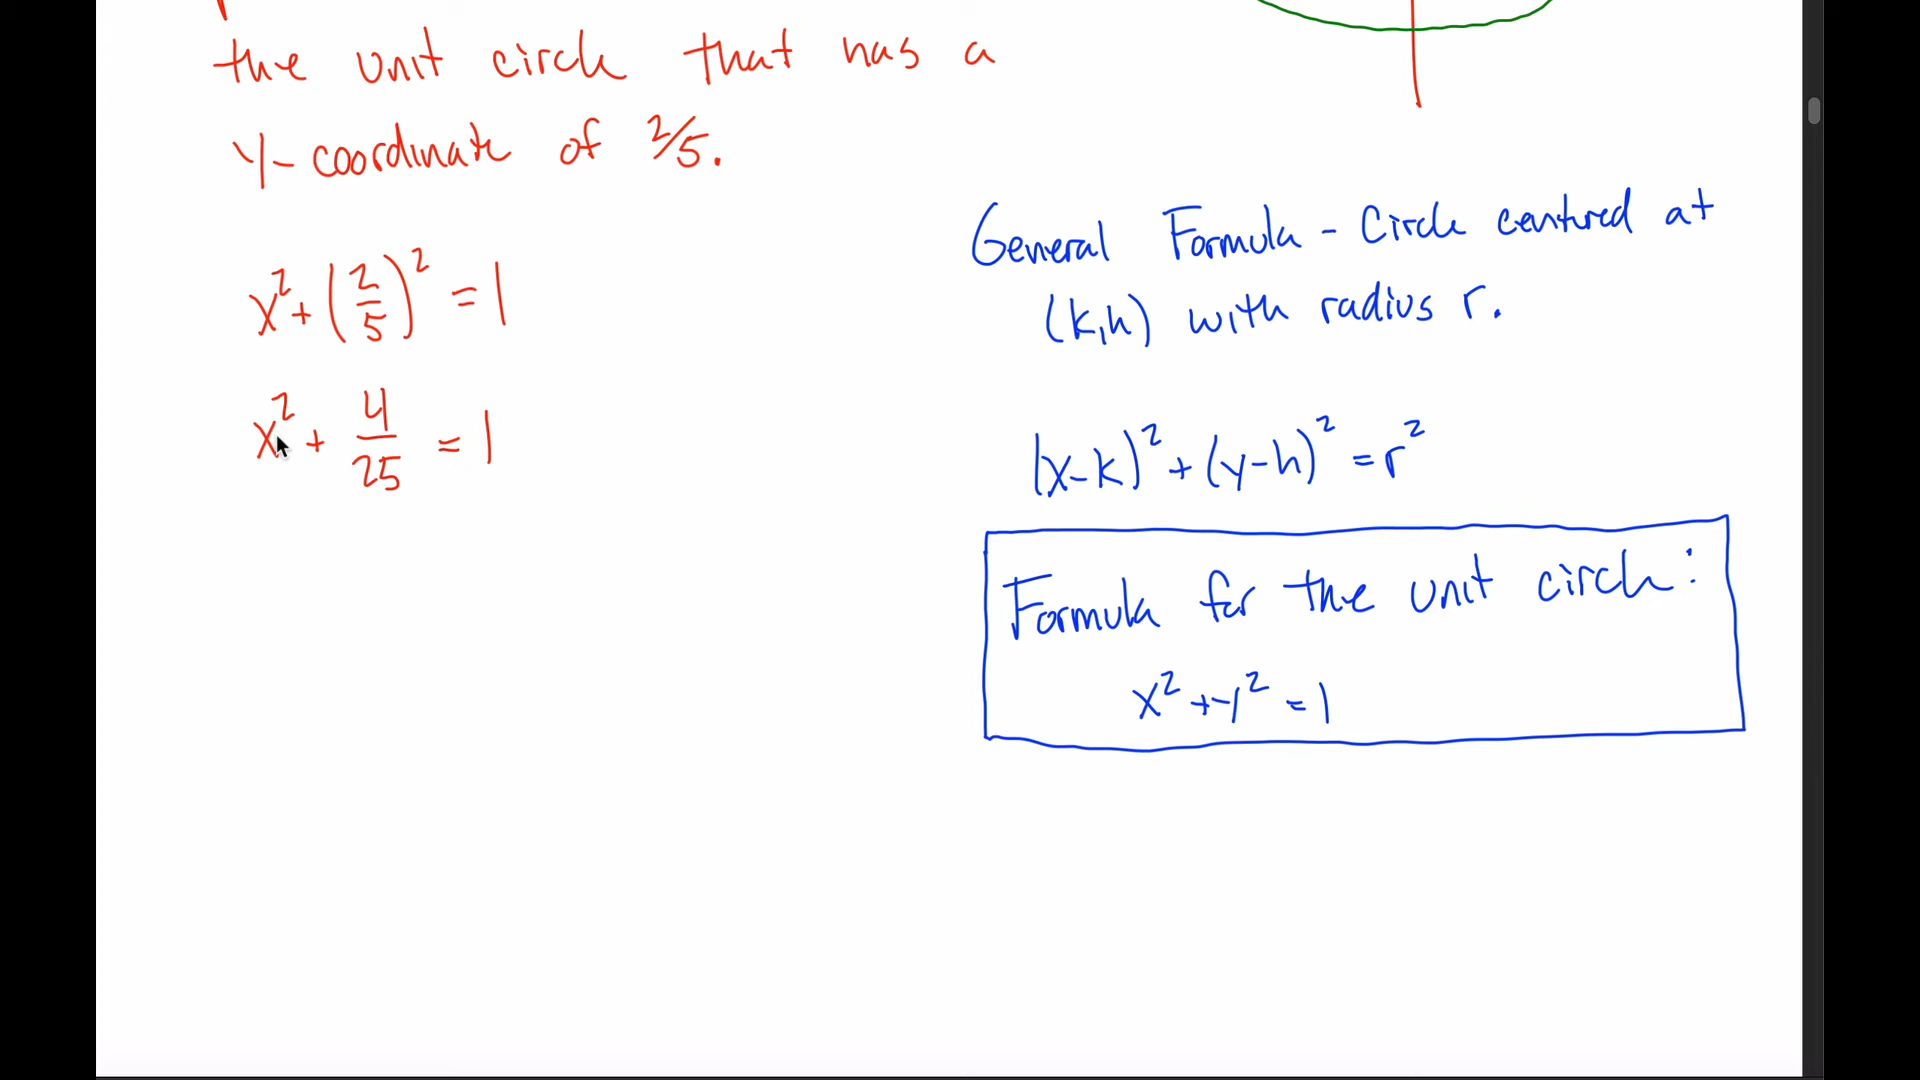 the unit circle that has a
y-coordinate of 2/5.
x² + (2/5)² = 1
x² + 4/25 = 1
General Formula - Circle centred at
(k,h) with radius r.
(x-k)² + (y-h)² = r²
Formula for the unit circle:
x² + y² = 1